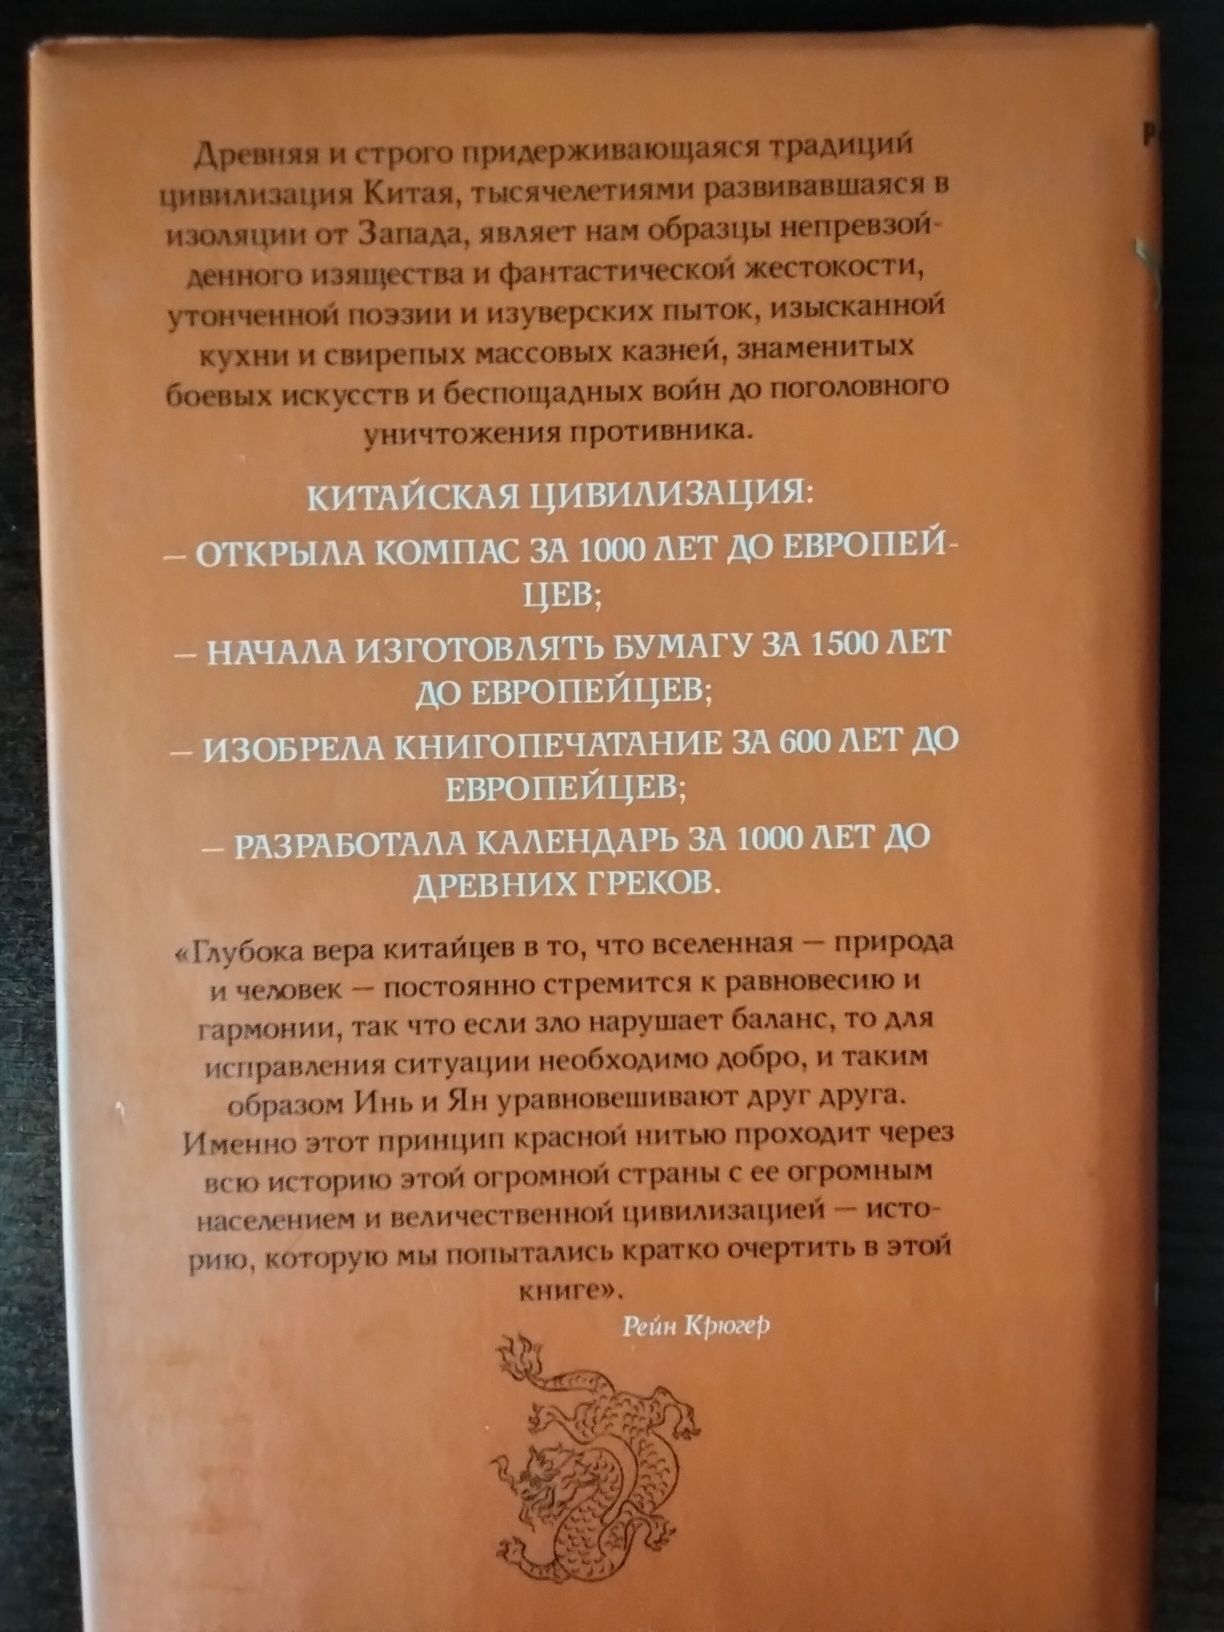 Древняя и строго придерживающаяся традиций
цивилизация Китая, тысячелетиями развивавшаяся в
изоляции от Запада, являет нам образцы непревзой-
денного изящества и фантастической жестокости,
утонченной поэзии и изуверских пыток, изысканной
кухни и свирепых массовых казней, знаменитых
боевых искусств и беспощадных войн до поголовного
уничтожения противника.
КИТАЙСКАЯ ЦИВИЛИЗАЦИЯ:
— ОТКРЫЛА КОМПАС ЗА 1000 ЛЕТ ДО ЕВРОПЕЙ-
ЦЕВ;
— НАЧАЛА ИЗГОТОВЛЯТЬ БУМАГУ ЗА 1500 ЛЕТ
ДО ЕВРОПЕЙЦЕВ;
— ИЗОБРЕЛА КНИГОПЕЧАТАНИЕ ЗА 600 ЛЕТ ДО
ЕВРОПЕЙЦЕВ;
— РАЗРАБОТАЛА КАЛЕНДАРЬ ЗА 1000 ЛЕТ ДО
ДРЕВНИХ ГРЕКОВ.
«Глубока вера китайцев в то, что вселенная — природа
и человек — постоянно стремится к равновесию и
гармонии, так что если зло нарушает баланс, то для
исправления ситуации необходимо добро, и таким
образом Инь и Ян уравновешивают друг друга.
Именно этот принцип красной нитью проходит через
всю историю этой огромной страны с ее огромным
населением и величественной цивилизацией — исто-
рию, которую мы попытались кратко очертить в этой
книге».
Рейн Крюгер